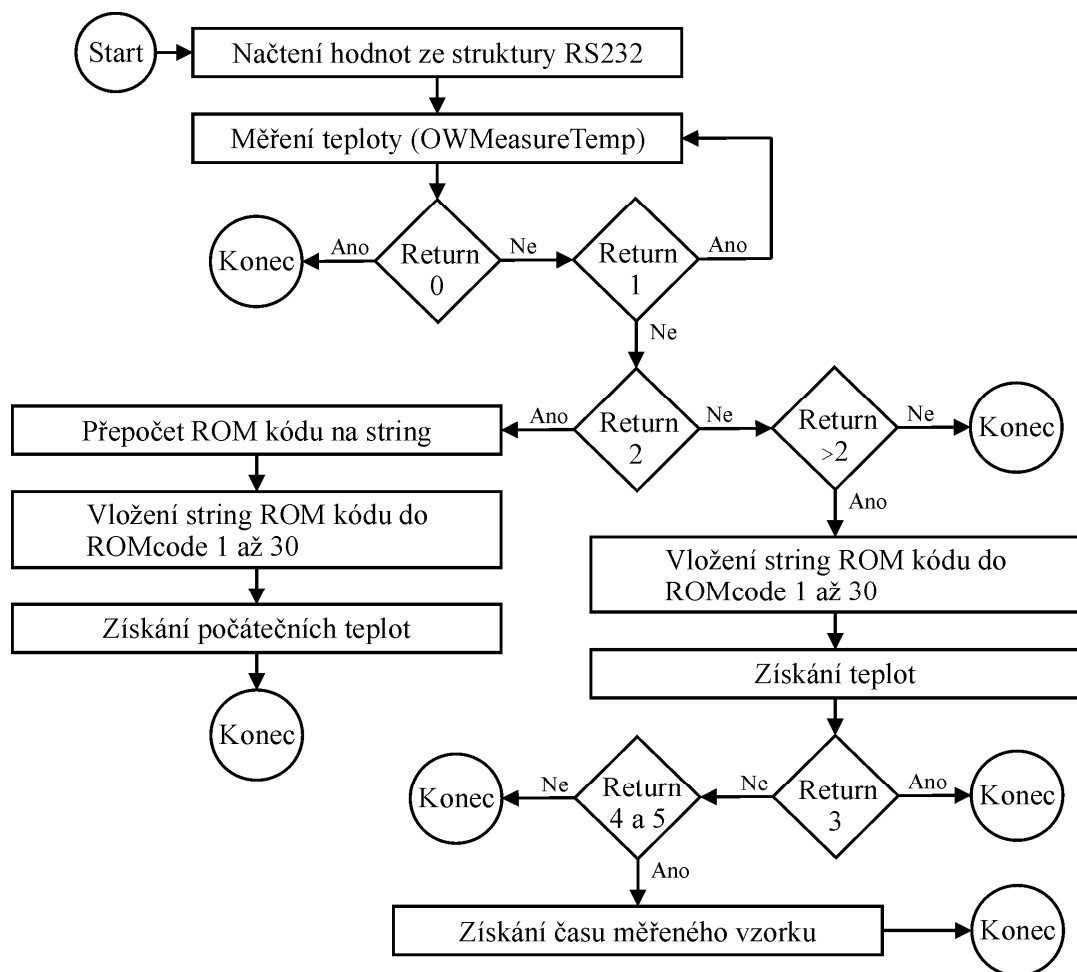 Start
Načtení hodnot ze struktury RS232
Měření teploty (OWMeasureTemp)
Konec
Ano
Return
0
Ne
Return
1
Ano
Ne
Přepočet ROM kódu na string
Ano
Return
2
Ne
Return
>2
Ne
Konec
Ano
Vložení string ROM kódu do
ROMcode 1 až 30
Vložení string ROM kódu do
ROMcode 1 až 30
Získání počátečních teplot
Získání teplot
Konec
Konec
Ne
Return
4 a 5
Ne
Return
3
Ano
Konec
Ano
Získání času měřeného vzorku
Konec